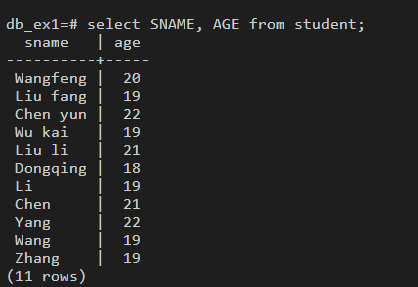 db_ex1=# select SNAME, AGE from student;
  sname   | age
----------+-----
 Wangfeng |  20
 Liu fang |  19
 Chen yun |  22
 Wu kai   |  19
 Liu li   |  21
 Dongqing |  18
 Li       |  19
 Chen     |  21
 Yang     |  22
 Wang     |  19
 Zhang    |  19
(11 rows)